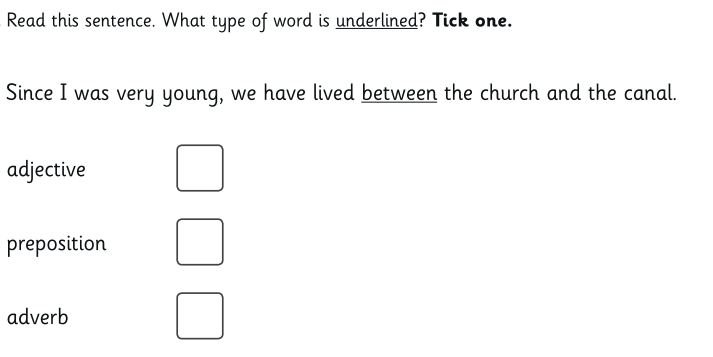 Read this sentence. What type of word is underlined? Tick one.
Since I was very young, we have lived between the church and the canal.
adjective
preposition
adverb